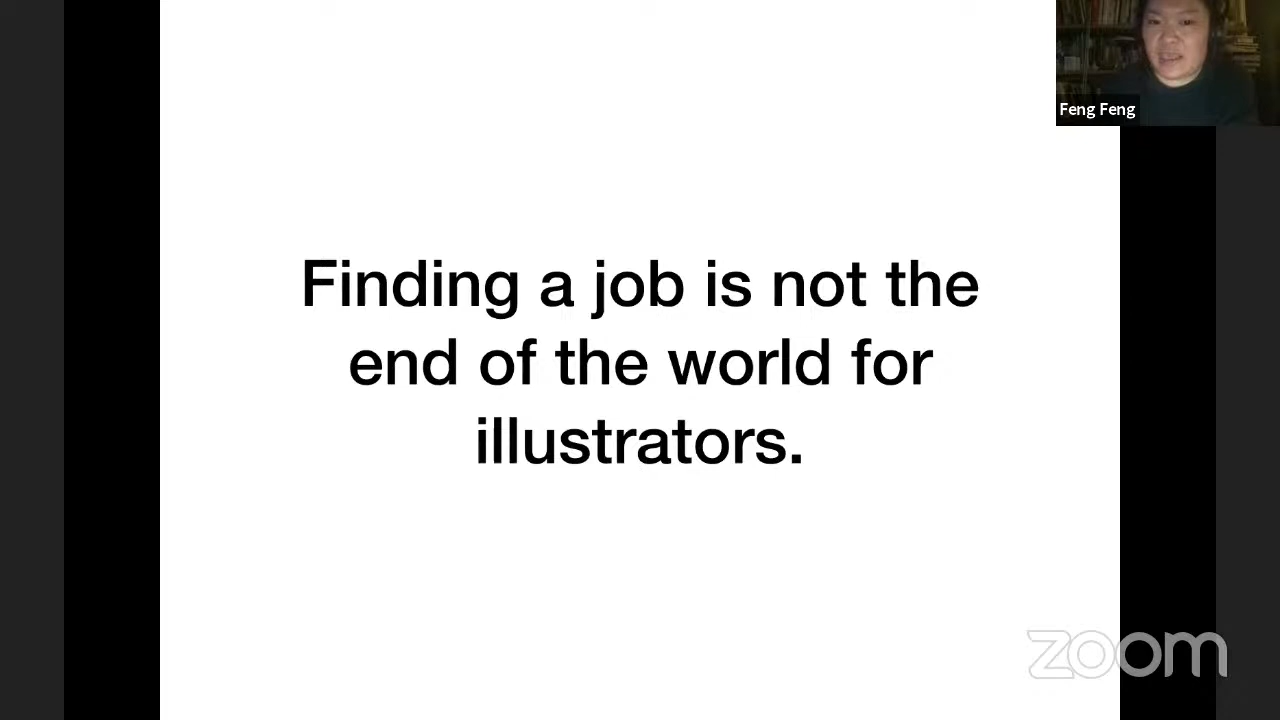 Feng Feng
Finding a job is not the
end of the world for
illustrators.
zoom